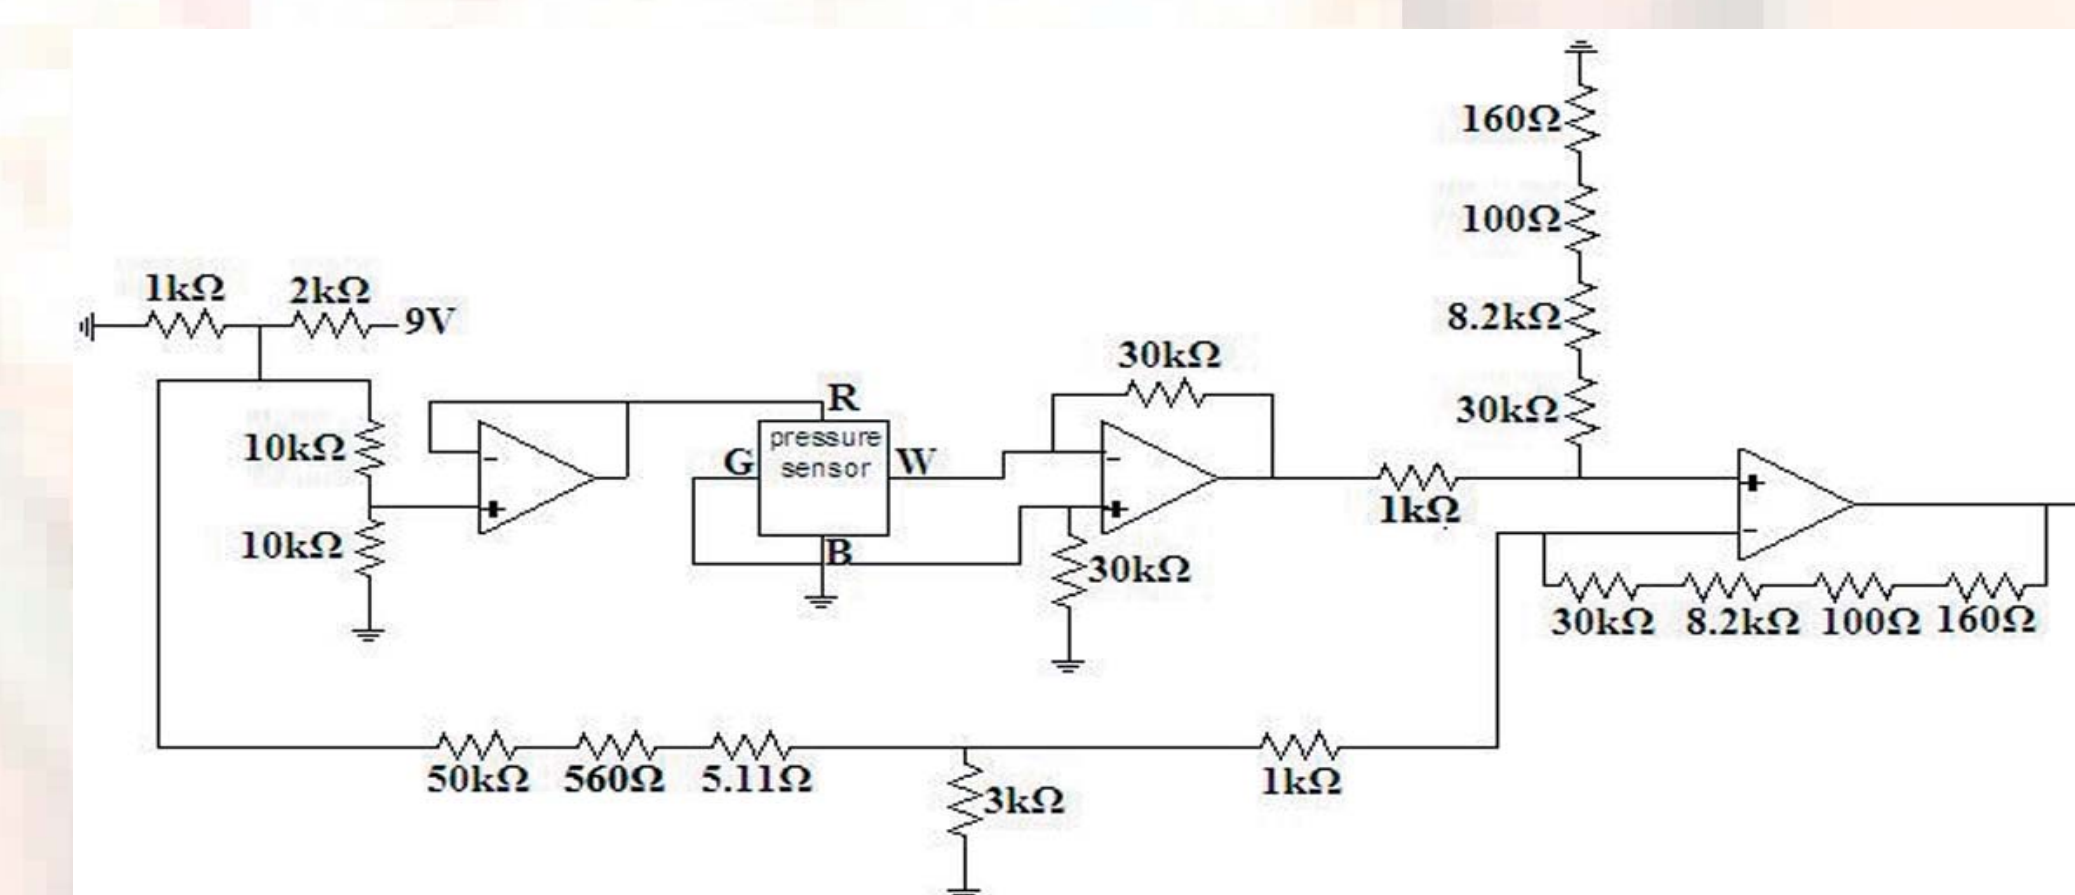 160Ω
100Ω
1kΩ 2kΩ
9V
8.2kΩ
30kΩ
R
30kΩ
10kΩ
-
pressure
sensor
G
W
-
+
1kΩ
+
-
+
10kΩ
B
30kΩ
30kΩ 8.2kΩ 100Ω 160Ω
50kΩ 560Ω 5.11Ω
1kΩ
3kΩ